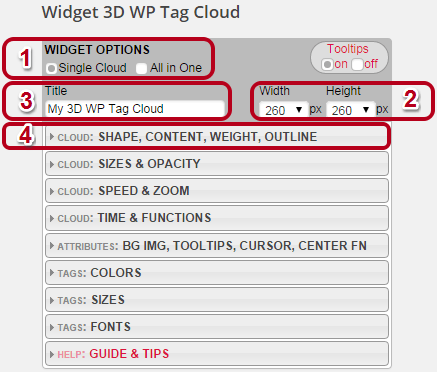 Widget 3D WP Tag Cloud
1 WIDGET OPTIONS Tooltips
Single Cloud All in One on off
3 Title Width Height 2
My 3D WP Tag Cloud 260 px 260 px
4 CLOUD: SHAPE, CONTENT, WEIGHT, OUTLINE
CLOUD: SIZES & OPACITY
CLOUD: SPEED & ZOOM
CLOUD: TIME & FUNCTIONS
ATTRIBUTES: BG IMG, TOOLTIPS, CURSOR, CENTER FN
TAGS: COLORS
TAGS: SIZES
TAGS: FONTS
HELP: GUIDE & TIPS